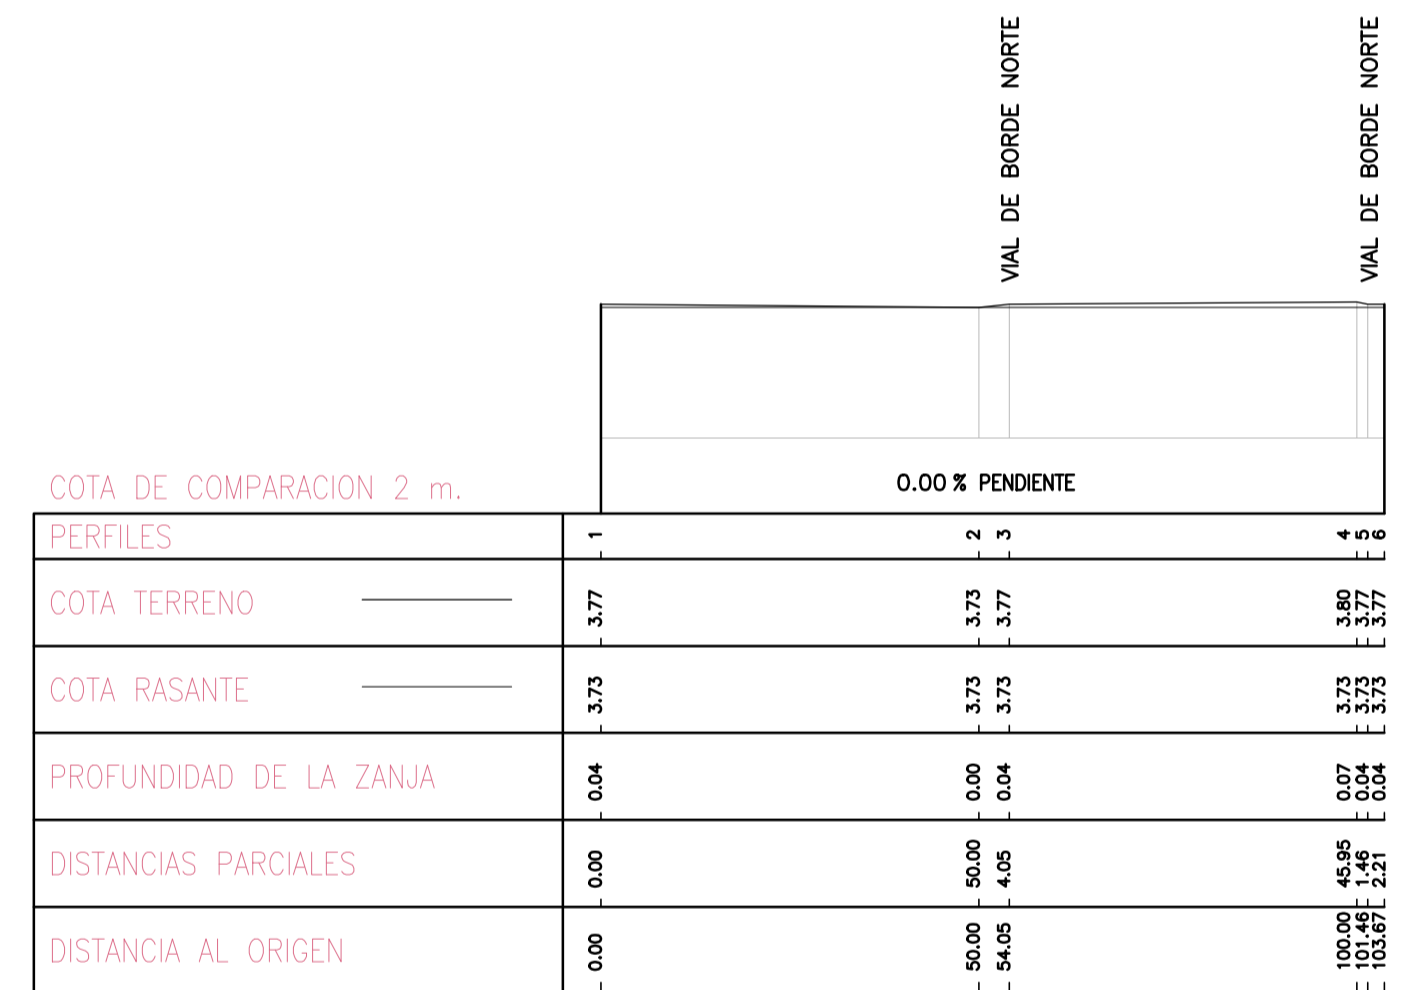 VIAL DE BORDE NORTE
VIAL DE BORDE NORTE
COTA DE COMPARACION 2 m.
0.00 % PENDIENTE
PERFILES 1 2 3 4 5 6
COTA TERRENO 3.77 3.73 3.77 3.80 3.77 3.77
COTA RASANTE 3.73 3.73 3.73 3.73 3.73 3.73
PROFUNDIDAD DE LA ZANJA 0.04 0.00 0.04 0.07 0.04 0.04
DISTANCIAS PARCIALES 0.00 50.00 4.05 45.95 1.46 2.21
DISTANCIA AL ORIGEN 0.00 50.00 54.05 100.00 101.46 103.67